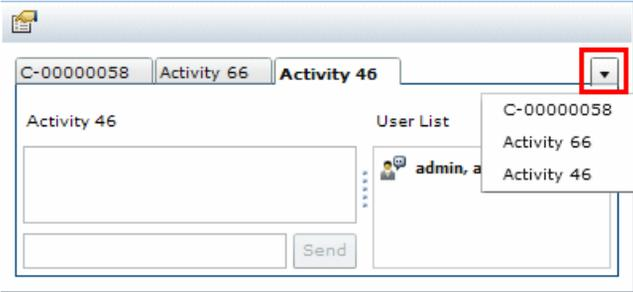 C-00000058 Activity 66 Activity 46
Activity 46 User List
C-00000058
Activity 66
Activity 46
admin, a
Send